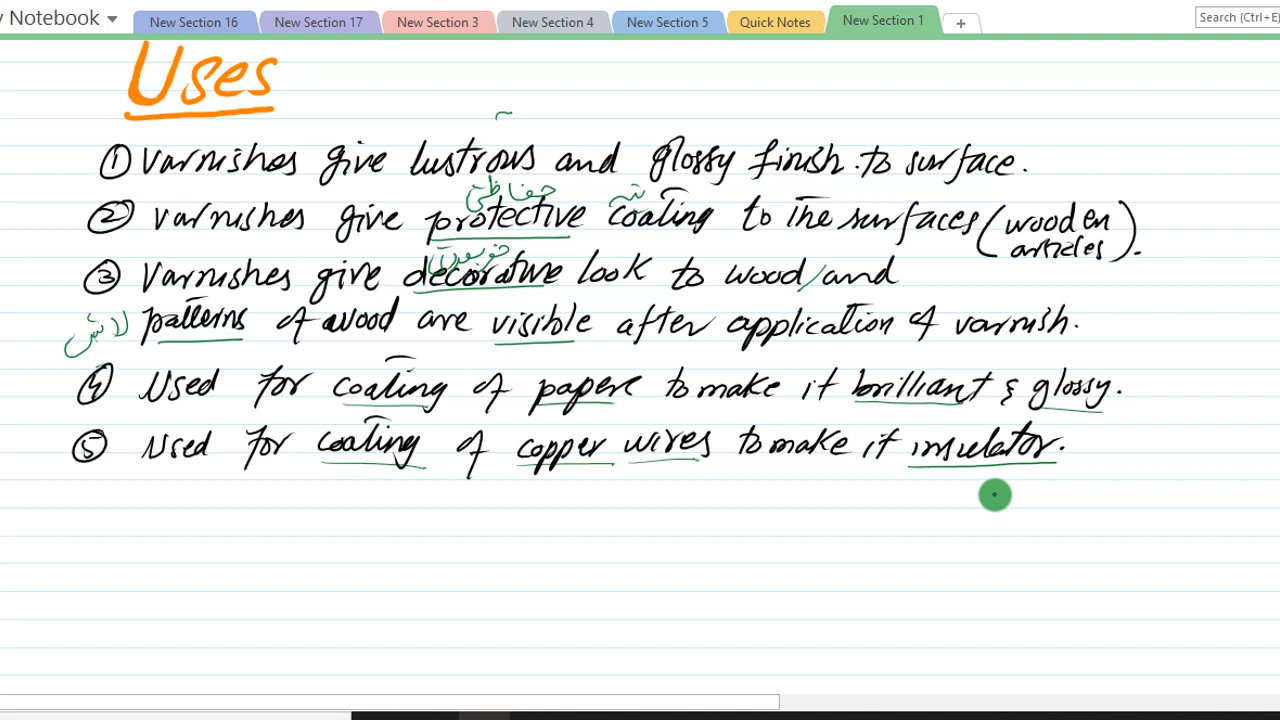 Notebook
New Section 16 New Section 17 New Section 3 New Section 4 New Section 5 Quick Notes New Section 1 +
Search (Ctrl+E)
Uses
① Varnishes give lustrous and glossy finish to surface.
حفاظتی تہہ
② Varnishes give protective coating to the surfaces (wooden articles).
خوبصورتی
③ Varnishes give decorative look to wood/and
patterns of wood are visible after application of varnish.
④ Used for coating of papers to make it brilliant & glossy.
⑤ Used for coating of copper wires to make it insulator.